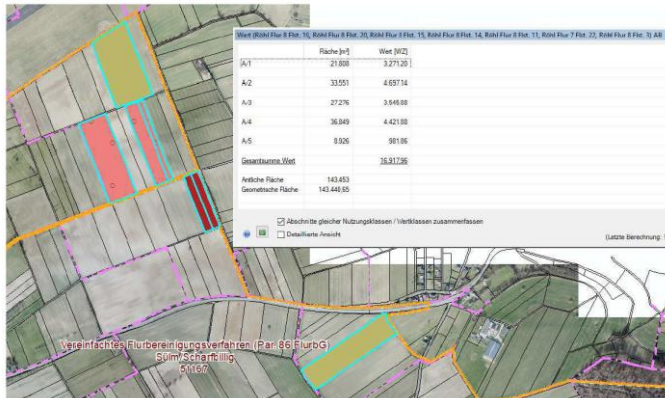 Wert (Röhl Flur 8 Flst. 16, Röhl Flur 8 Flst. 20, Röhl Flur 8 Flst. 15, Röhl Flur 8 Flst. 14, Röhl Flur 8 Flst. 11, Röhl Flur 7 Flst. 22, Röhl Flur 8 Flst. 3) AB
Fläche [m²] Wert [WZ]
A-/1 21.808 3.271,20
A-/2 33.551 4.697,14
A-/3 27.276 3.545,88
A-/4 36.849 4.421,88
A-/5 8.926 981,86
Gesamtsumme Wert 16.917,96
Amtliche Fläche 143.453
Geometrische Fläche 143.440,65
Abschnitte gleicher Nutzungsklassen / Wertklassen zusammenfassen
Detaillierte Ansicht
(Letzte Berechnung:
Vereinfachtes Flurbereinigungsverfahren (Par. 86 FlurbG)
Sülm/Scharfbillig
51167